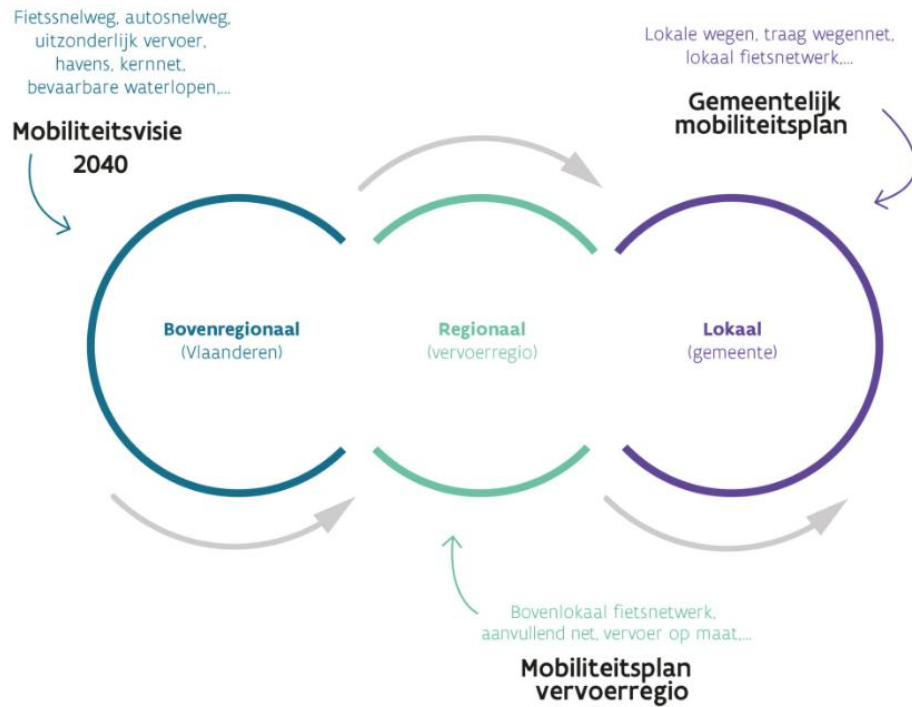 Fietssnelweg, autosnelweg,
uitzonderlijk vervoer,
havens, kernnet,
bevaarbare waterlopen,...
Mobiliteitsvisie
2040
Lokale wegen, traag wegennet,
lokaal fietsnetwerk,...
Gemeentelijk
mobiliteitsplan
Bovenregionaal
(Vlaanderen)
Regionaal
(vervoerregio)
Lokaal
(gemeente)
Bovenlokaal fietsnetwerk,
aanvullend net, vervoer op maat,...
Mobiliteitsplan
vervoerregio